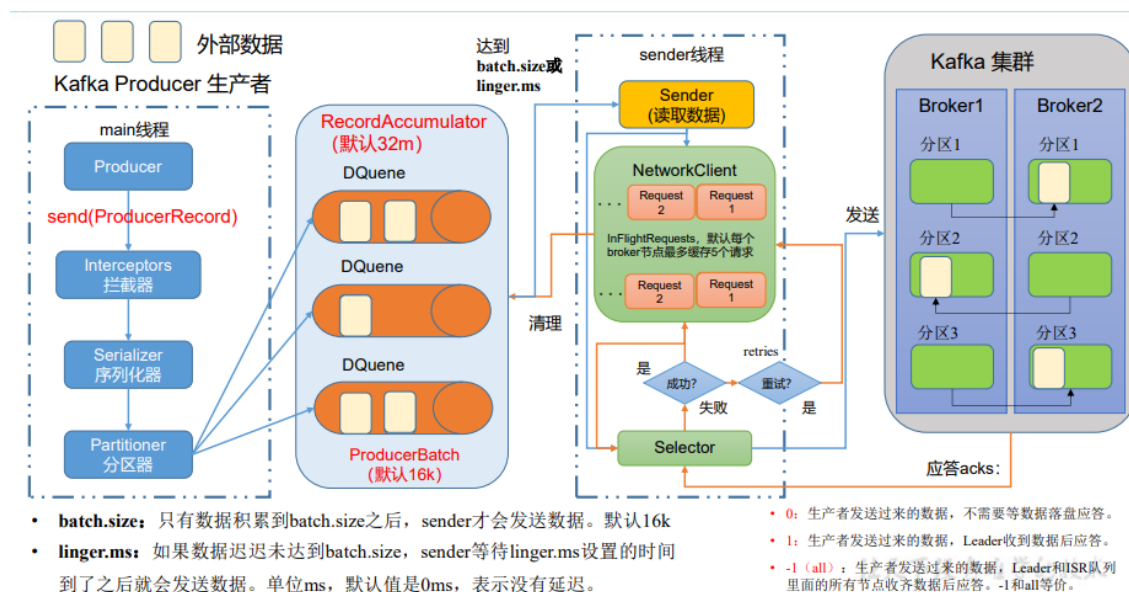 外部数据
Kafka Producer 生产者
main线程
Producer
send(ProducerRecord)
Interceptors
拦截器
Serializer
序列化器
Partitioner
分区器
RecordAccumulator
(默认32m)
DQuene
DQuene
DQuene
ProducerBatch
(默认16k)
达到
batch.size或
linger.ms
清理
sender线程
Sender
(读取数据)
NetworkClient
... Request 2
Request 1
InFlightRequests，默认每个
broker节点最多缓存5个请求
... Request 2
Request 1
是
成功?
失败
retries
重试?
是
Selector
发送
应答acks：
Kafka 集群
Broker1
分区1
分区2
分区3
Broker2
分区1
分区2
分区3
• batch.size：只有数据积累到batch.size之后，sender才会发送数据。默认16k
• linger.ms：如果数据迟迟未达到batch.size，sender等待linger.ms设置的时间
到了之后就会发送数据。单位ms，默认值是0ms，表示没有延迟。
• 0：生产者发送过来的数据，不需要等数据落盘应答。
• 1：生产者发送过来的数据，Leader收到数据后应答。
• -1（all）：生产者发送过来的数据，Leader和ISR队列
里面的所有节点收齐数据后应答。-1和all等价。